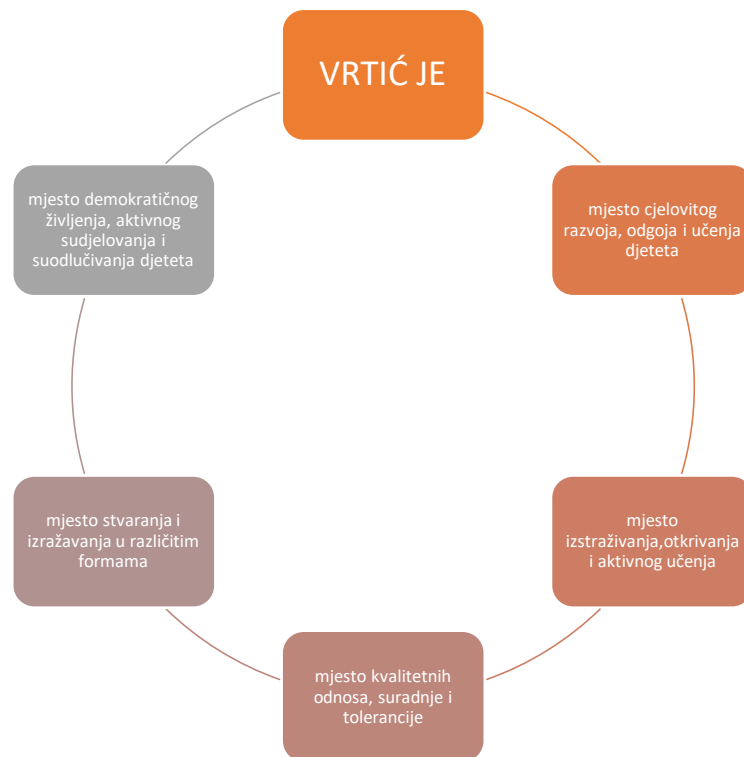 VRTIĆ JE
mjesto cjelovitog
razvoja, odgoja i učenja
djeteta
mjesto
izstraživanja,otkrivanja
i aktivnog učenja
mjesto kvalitetnih
odnosa, suradnje i
tolerancije
mjesto stvaranja i
izražavanja u različitim
formama
mjesto demokratičnog
življenja, aktivnog
sudjelovanja i
suodlučivanja djeteta